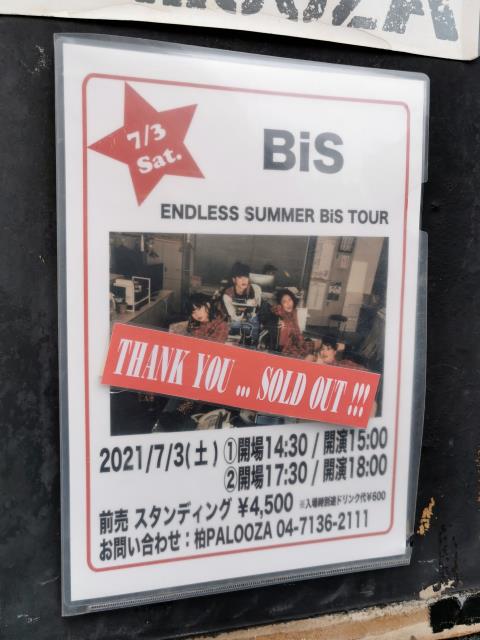 7/3
Sat.
BiS
ENDLESS SUMMER BiS TOUR
THANK YOU ... SOLD OUT !!!
2021/7/3(土) ①開場14:30 / 開演15:00
②開場17:30 / 開演18:00
前売 スタンディング ¥4,500 ※入場時別途ドリンク代¥600
お問い合わせ：柏PALOOZA 04-7136-2111